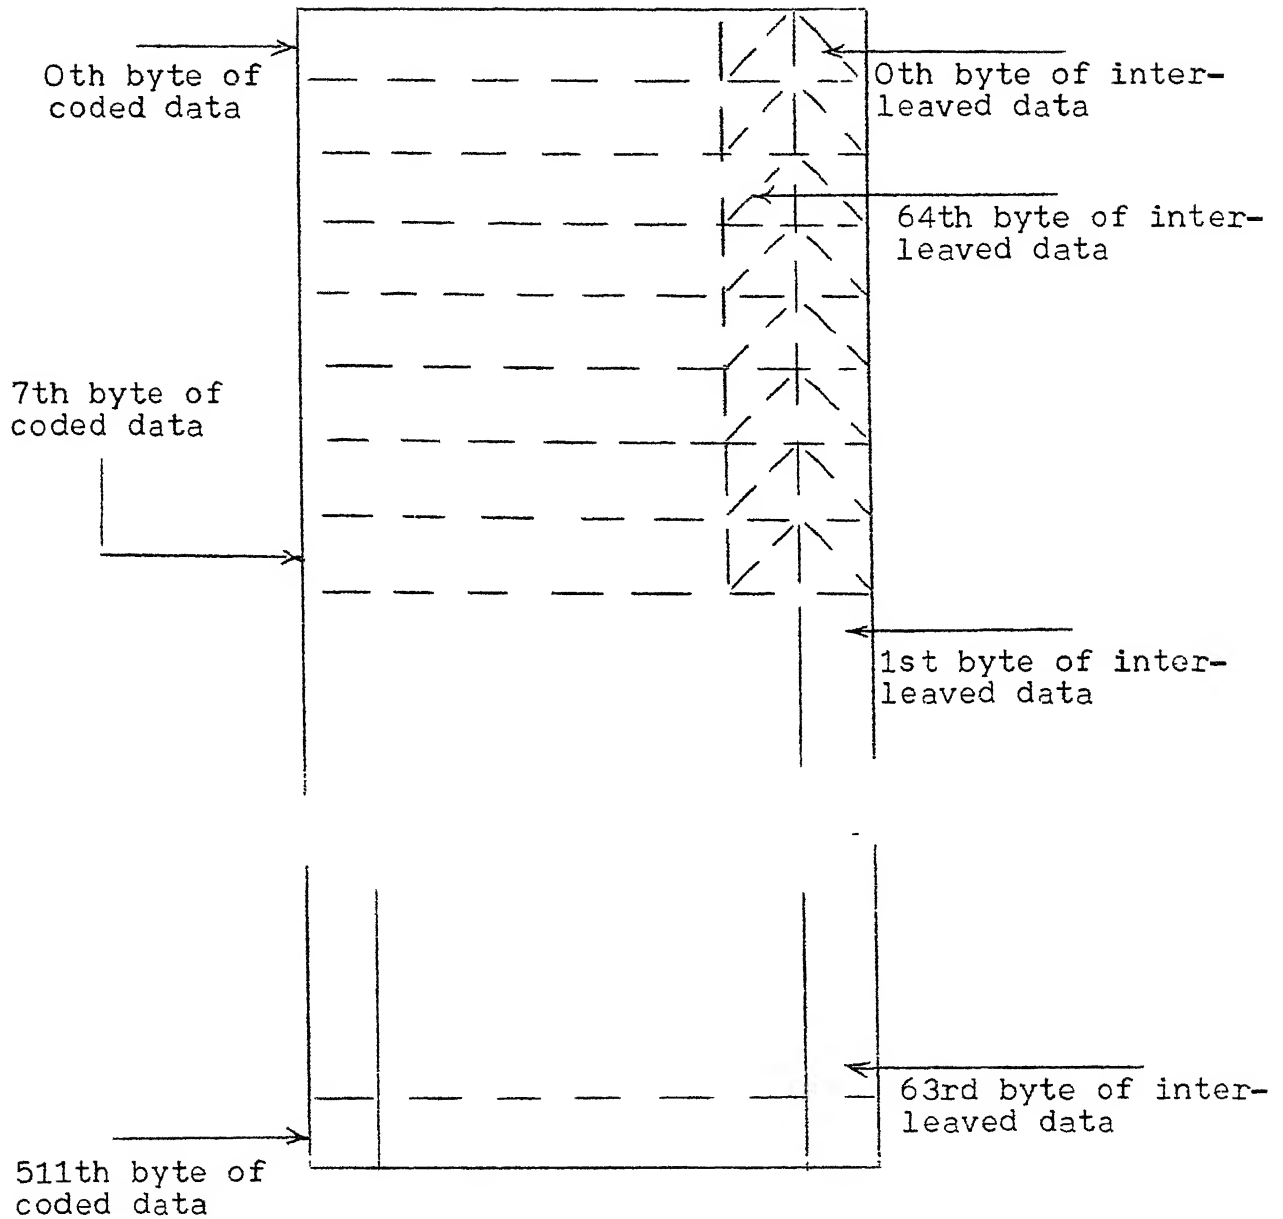 0th byte of
coded data
0th byte of inter-
leaved data
64th byte of inter-
leaved data
7th byte of
coded data
1st byte of inter-
leaved data
63rd byte of inter-
leaved data
511th byte of
coded data